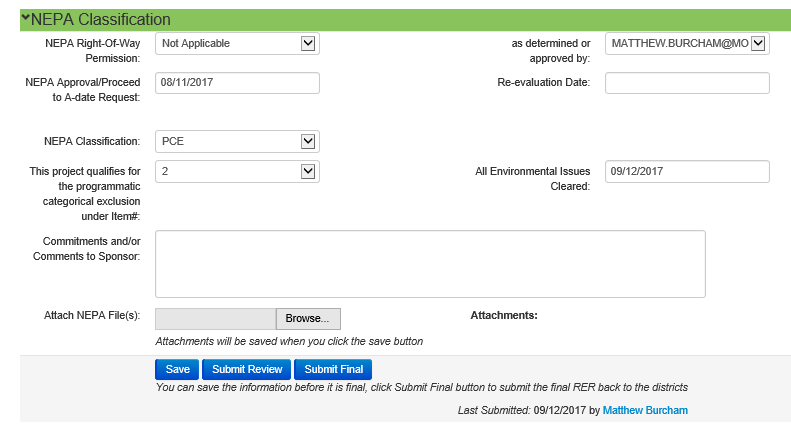 NEPA Classification
NEPA Right-Of-Way
Permission:
Not Applicable
as determined or
approved by:
MATTHEW.BURCHAM@MO
NEPA Approval/Proceed
to A-date Request:
08/11/2017
Re-evaluation Date:
NEPA Classification:
PCE
This project qualifies for
the programmatic
categorical exclusion
under Item#:
2
All Environmental Issues
Cleared:
09/12/2017
Commitments and/or
Comments to Sponsor:
Attach NEPA File(s):
Browse...
Attachments:
Attachments will be saved when you click the save button
Save Submit Review Submit Final
You can save the information before it is final, click Submit Final button to submit the final RER back to the districts
Last Submitted: 09/12/2017 by Matthew Burcham